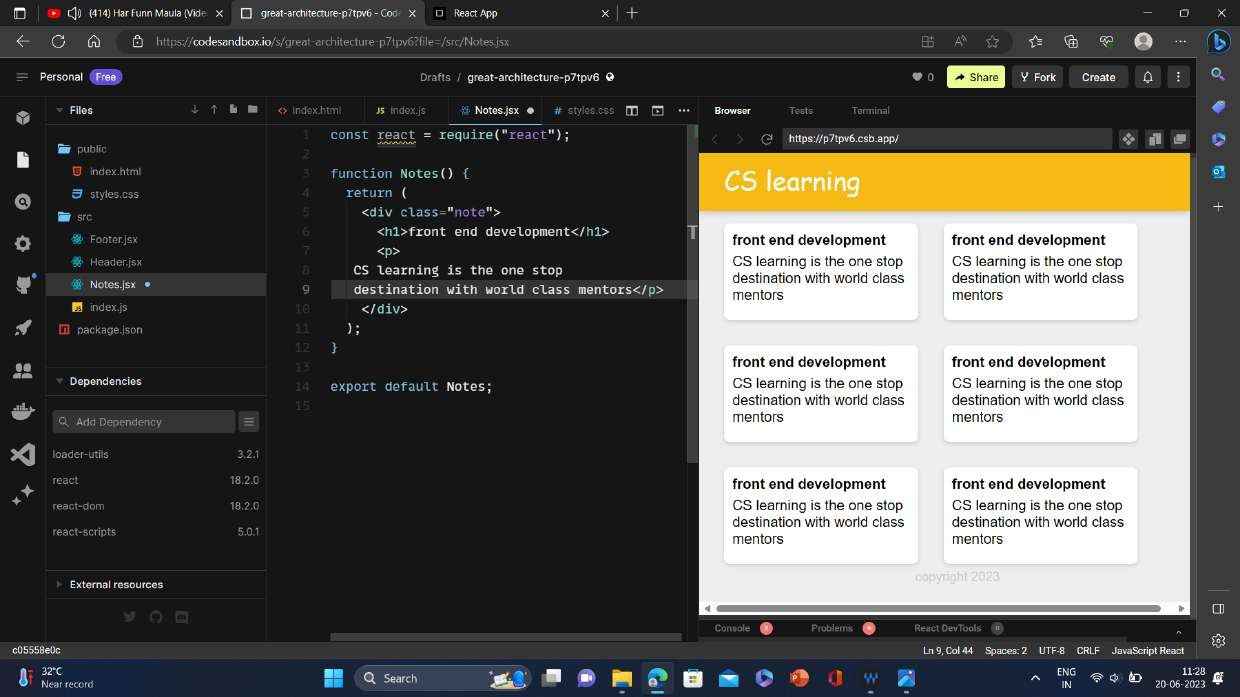 (414) Har Funn Maula (Vide
great-architecture-p7tpv6 - Code
React App
https://codesandbox.io/s/great-architecture-p7tpv6?file=/src/Notes.jsx
Personal Free
Drafts / great-architecture-p7tpv6
0
Share
Fork
Create
Files
public
index.html
styles.css
src
Footer.jsx
Header.jsx
Notes.jsx
index.js
package.json
Dependencies
Add Dependency
loader-utils 3.2.1
react 18.2.0
react-dom 18.2.0
react-scripts 5.0.1
External resources
<> index.html
JS index.js
Notes.jsx
# styles.css
1 const react = require("react");
2
3 function Notes() {
4 return (
5 <div class="note">
6 <h1>front end development</h1>
7 <p>
8 CS learning is the one stop
9 destination with world class mentors</p>
10 </div>
11 );
12 }
13
14 export default Notes;
15
Browser Tests Terminal
https://p7tpv6.csb.app/
CS learning
front end development
CS learning is the one stop
destination with world class
mentors
front end development
CS learning is the one stop
destination with world class
mentors
front end development
CS learning is the one stop
destination with world class
mentors
front end development
CS learning is the one stop
destination with world class
mentors
front end development
CS learning is the one stop
destination with world class
mentors
front end development
CS learning is the one stop
destination with world class
mentors
copyright 2023
Console
Problems
React DevTools 0
c05558e0c
Ln 9, Col 44 Spaces: 2 UTF-8 CRLF JavaScript React
32°C
Near record
Search
ENG
IN
11:28
20-06-2023